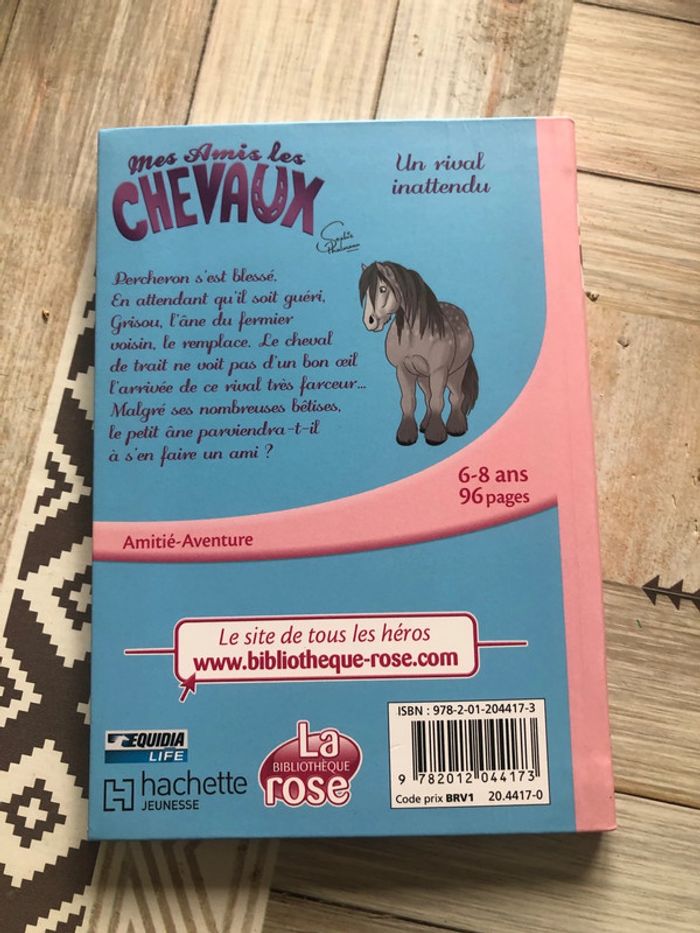 Mes Amis les
CHEVAUX
Sophie
Thalmann
Un rival
inattendu
Percheron s'est blessé.
En attendant qu'il soit guéri,
Grisou, l'âne du fermier
voisin, le remplace. Le cheval
de trait ne voit pas d'un bon œil
l'arrivée de ce rival très farceur...
Malgré ses nombreuses bêtises,
le petit âne parviendra-t-il
à s'en faire un ami ?
6-8 ans
96 pages
Amitié-Aventure
Le site de tous les héros
www.bibliotheque-rose.com
EQUIDIA
LIFE
hachette
JEUNESSE
La
BIBLIOTHÈQUE
rose
ISBN : 978-2-01-204417-3
9 782012 044173
Code prix BRV1 20.4417-0